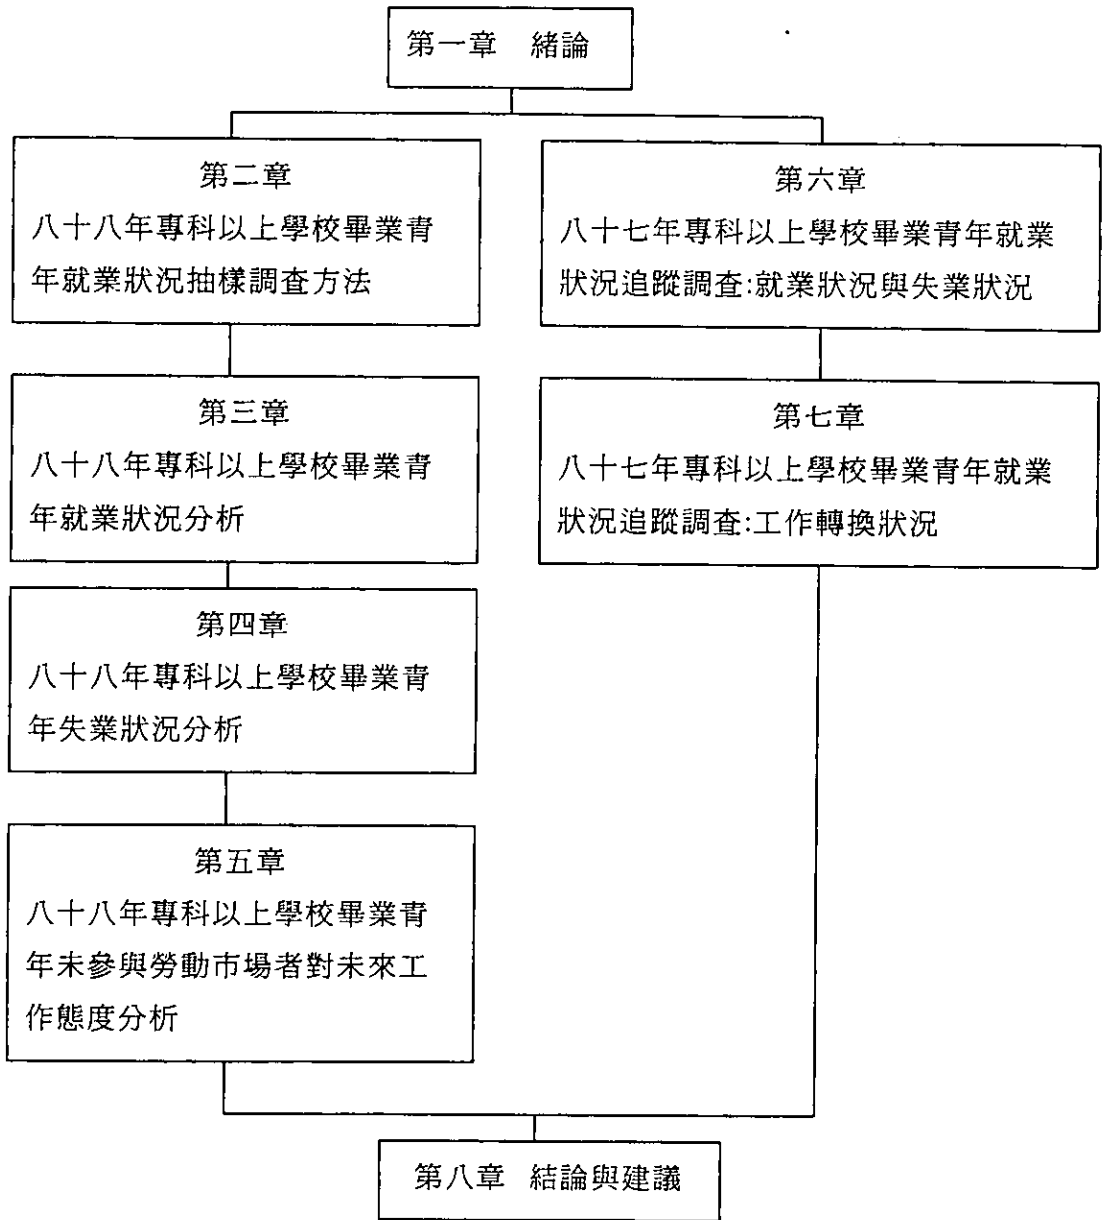 第一章　緒論
第二章
八十八年專科以上學校畢業青
年就業狀況抽樣調查方法
第三章
八十八年專科以上學校畢業青
年就業狀況分析
第四章
八十八年專科以上學校畢業青
年失業狀況分析
第五章
八十八年專科以上學校畢業青
年未參與勞動市場者對未來工
作態度分析
第六章
八十七年專科以上學校畢業青年就業
狀況追蹤調查:就業狀況與失業狀況
第七章
八十七年專科以上學校畢業青年就業
狀況追蹤調查:工作轉換狀況
第八章 結論與建議